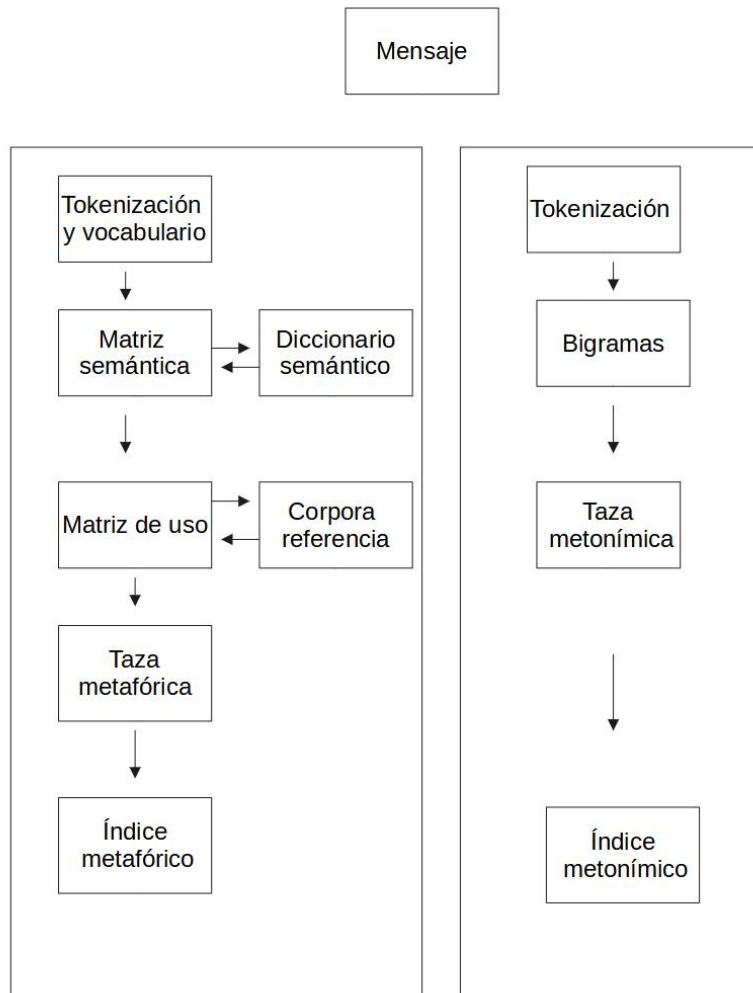 Mensaje
Tokenización
y vocabulario
Matriz
semántica
Diccionario
semántico
Matriz de uso
Corpora
referencia
Taza
metafórica
Índice
metafórico
Tokenización
Bigramas
Taza
metonímica
Índice
metonímico